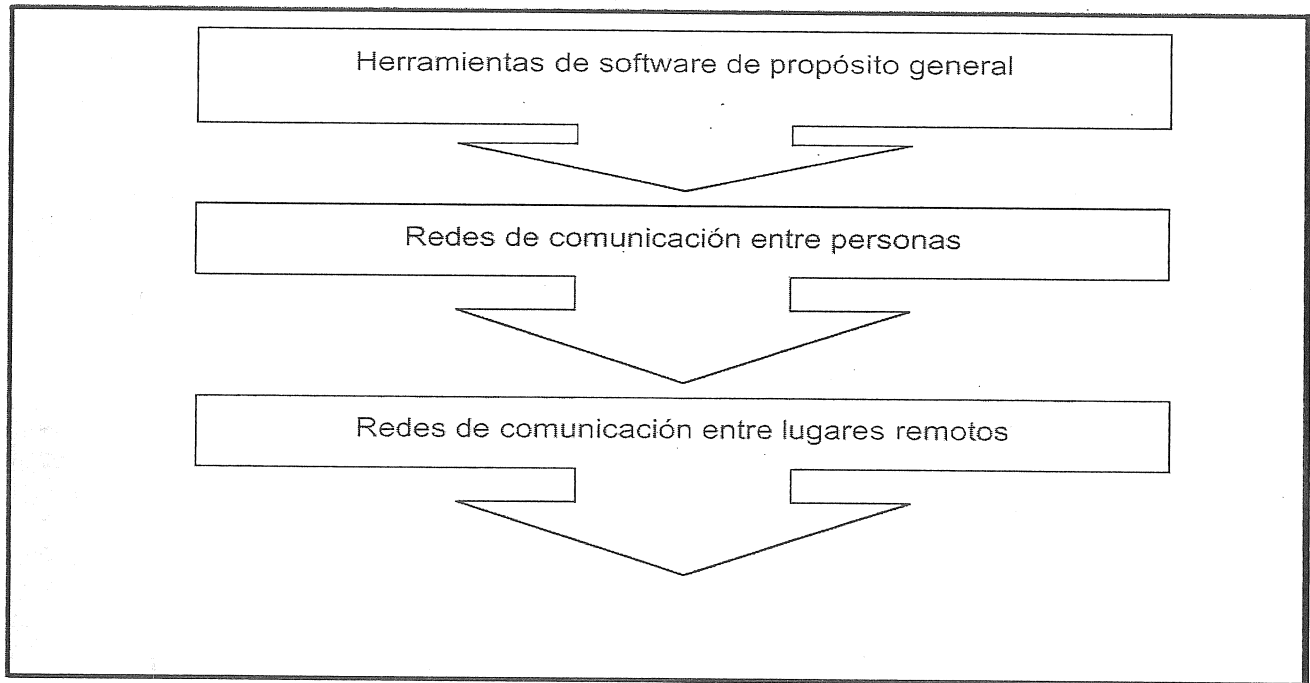 Herramientas de software de propósito general
Redes de comunicación entre personas
Redes de comunicación entre lugares remotos